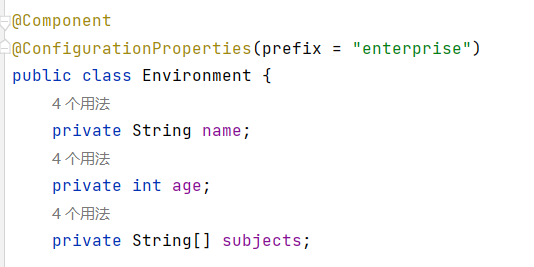 @Component
@ConfigurationProperties(prefix = "enterprise")
public class Environment {
4 个用法
private String name;
4 个用法
private int age;
4 个用法
private String[] subjects;